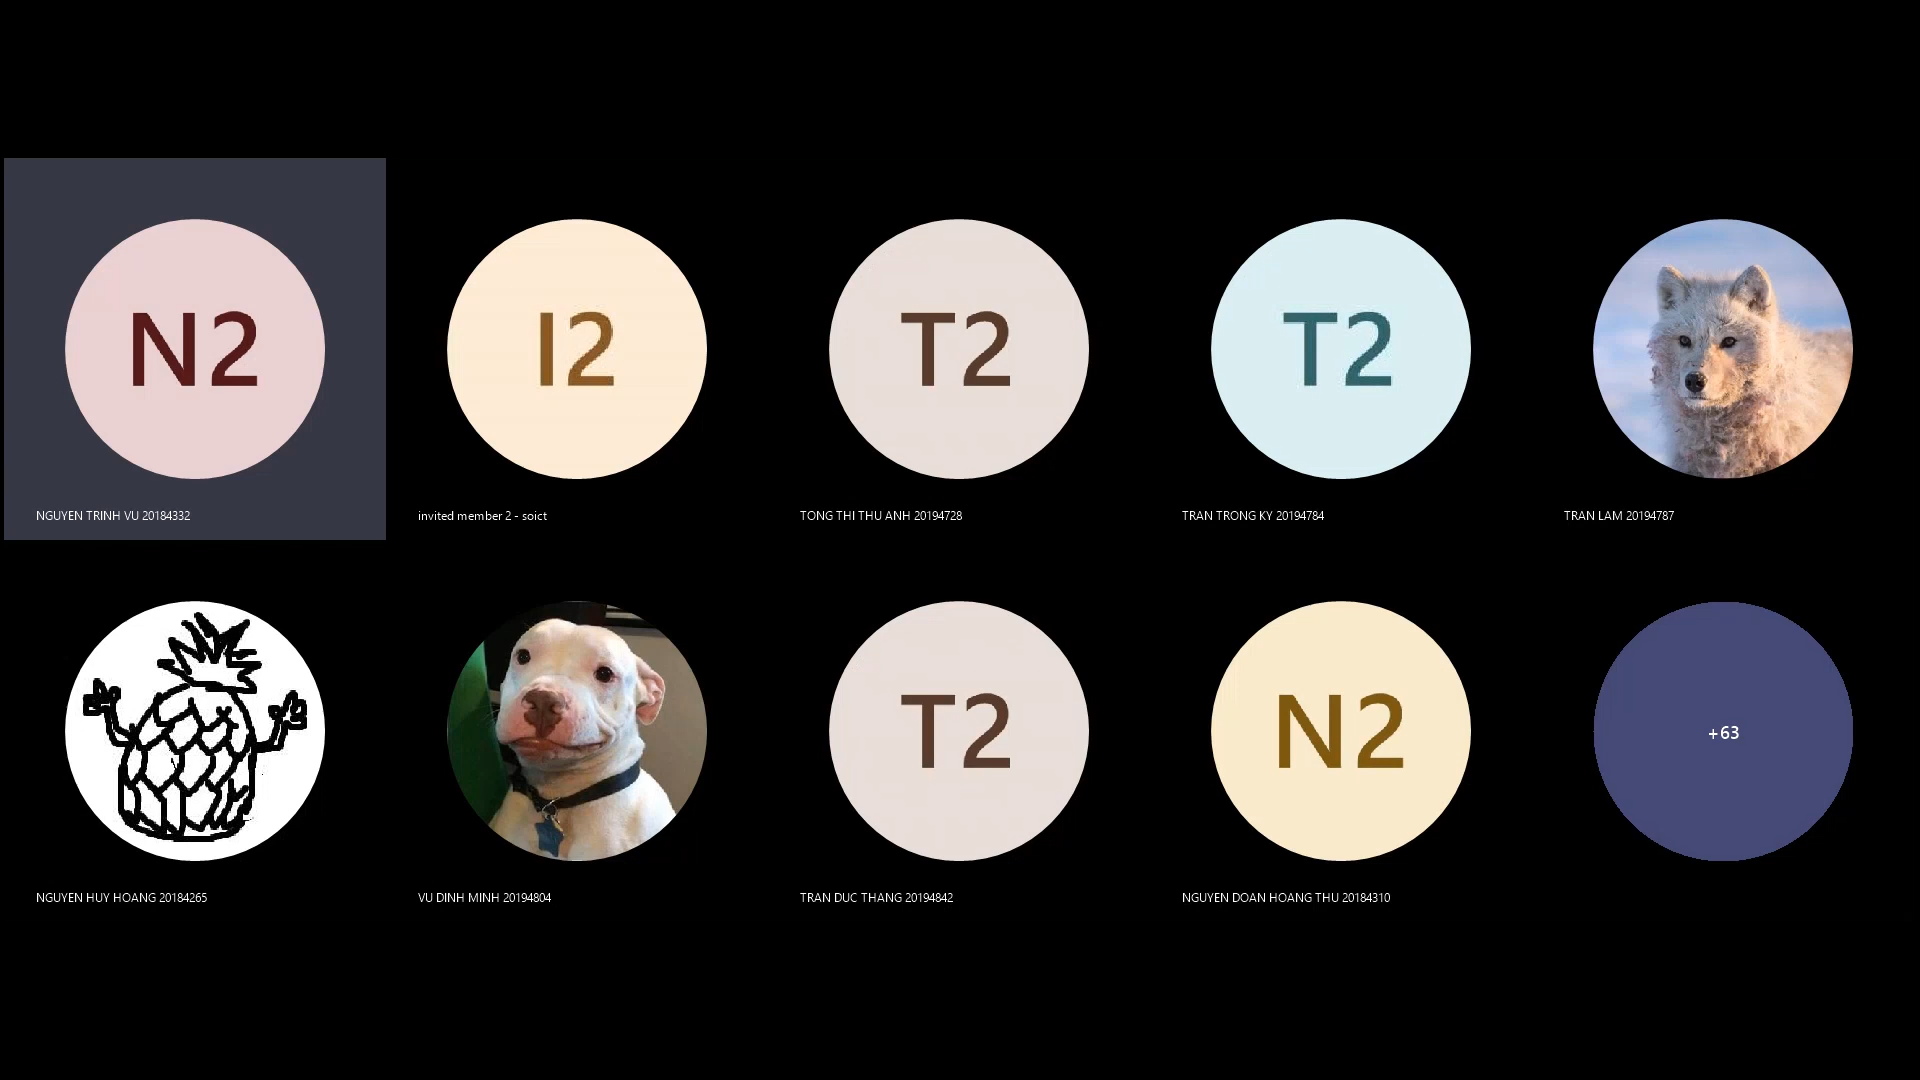 N2
I2
T2
T2
NGUYEN TRINH VU 20184332
invited member 2 - soict
TONG THI THU ANH 20194728
TRAN TRONG KY 20194784
TRAN LAM 20194787
T2
N2
+63
NGUYEN HUY HOANG 20184265
VU DINH MINH 20194804
TRAN DUC THANG 20194842
NGUYEN DOAN HOANG THU 20184310